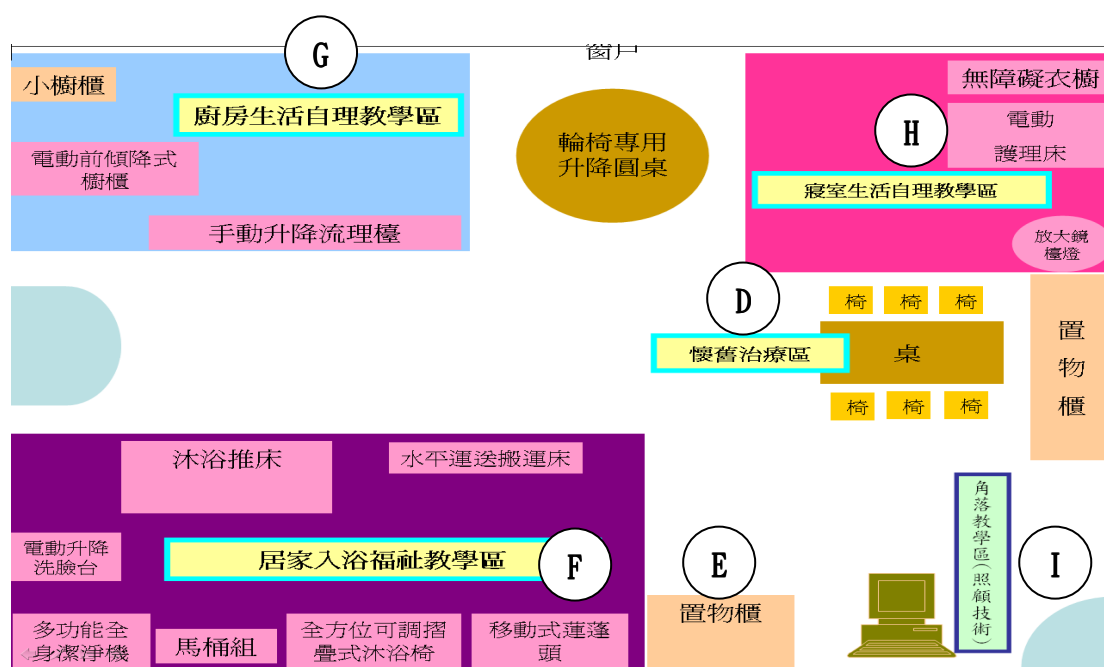 G
窗戶
小櫥櫃
廚房生活自理教學區
電動前傾降式
櫥櫃
手動升降流理檯
輪椅專用
升降圓桌
無障礙衣櫥
H
電動
護理床
寢室生活自理教學區
放大鏡
檯燈
D
懷舊治療區
椅 椅 椅
桌
椅 椅 椅
置
物
櫃
沐浴推床
水平運送搬運床
電動升降
洗臉台
居家入浴福祉教學區
F
多功能全
身潔淨機
馬桶組
全方位可調摺
疊式沐浴椅
移動式蓮蓬
頭
E
置物櫃
角落教學區(照顧技術)
I